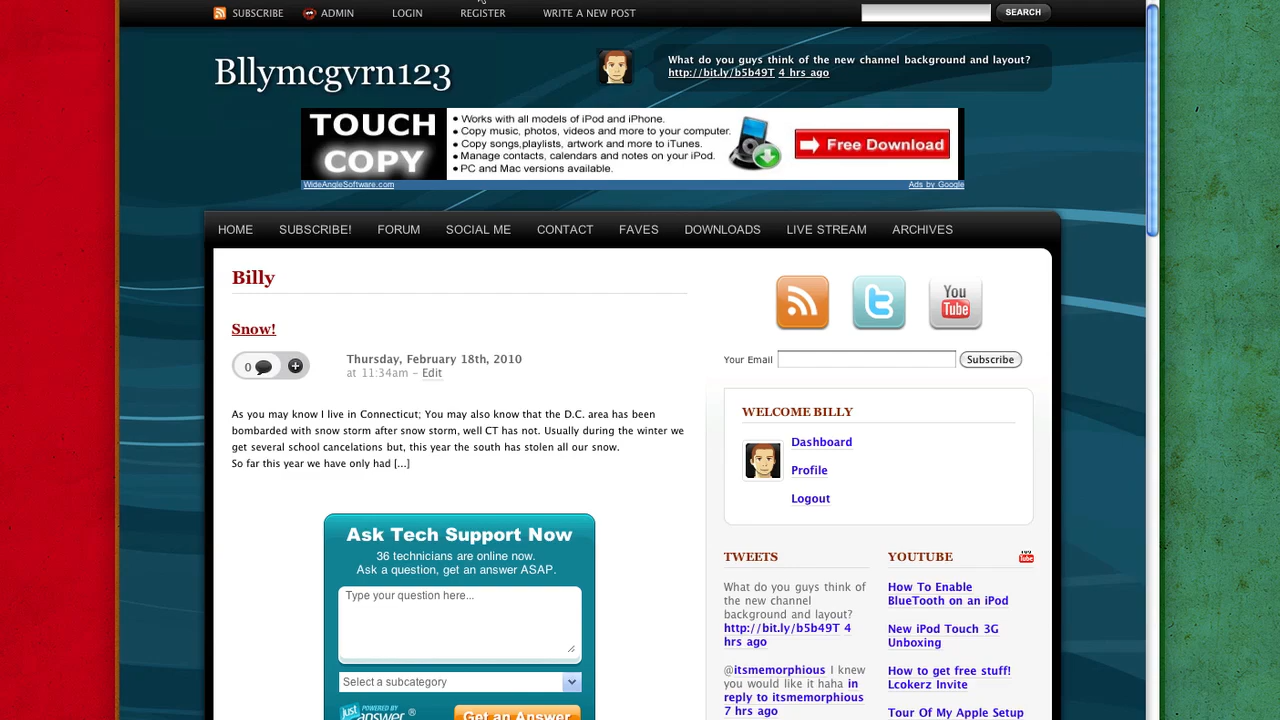 SUBSCRIBE ADMIN LOGIN REGISTER WRITE A NEW POST SEARCH
Bllymcgvrn123
What do you guys think of the new channel background and layout?
http://bit.ly/b5b49T 4 hrs ago
TOUCH
COPY
• Works with all models of iPod and iPhone.
• Copy music, photos, videos and more to your computer.
• Copy songs,playlists, artwork and more to iTunes.
• Manage contacts, calendars and notes on your iPod.
• PC and Mac versions available.
Free Download
WideAngleSoftware.com Ads by Google
HOME SUBSCRIBE! FORUM SOCIAL ME CONTACT FAVES DOWNLOADS LIVE STREAM ARCHIVES
Billy
Snow!
0
Thursday, February 18th, 2010
at 11:34am – Edit
As you may know I live in Connecticut; You may also know that the D.C. area has been
bombarded with snow storm after snow storm, well CT has not. Usually during the winter we
get several school cancelations but, this year the south has stolen all our snow.
So far this year we have only had [...]
Ask Tech Support Now
36 technicians are online now.
Ask a question, get an answer ASAP.
Type your question here...
Select a subcategory
POWERED BY
Just answer ®
Get an Answer
You
Tube
Your Email Subscribe
WELCOME BILLY
Dashboard
Profile
Logout
TWEETS
What do you guys think of
the new channel
background and layout?
http://bit.ly/b5b49T 4
hrs ago
@itsmemorphious I knew
you would like it haha in
reply to itsmemorphious
7 hrs ago
YOUTUBE
You
Tube
How To Enable
BlueTooth on an iPod
New iPod Touch 3G
Unboxing
How to get free stuff!
Lcokerz Invite
Tour Of My Apple Setup